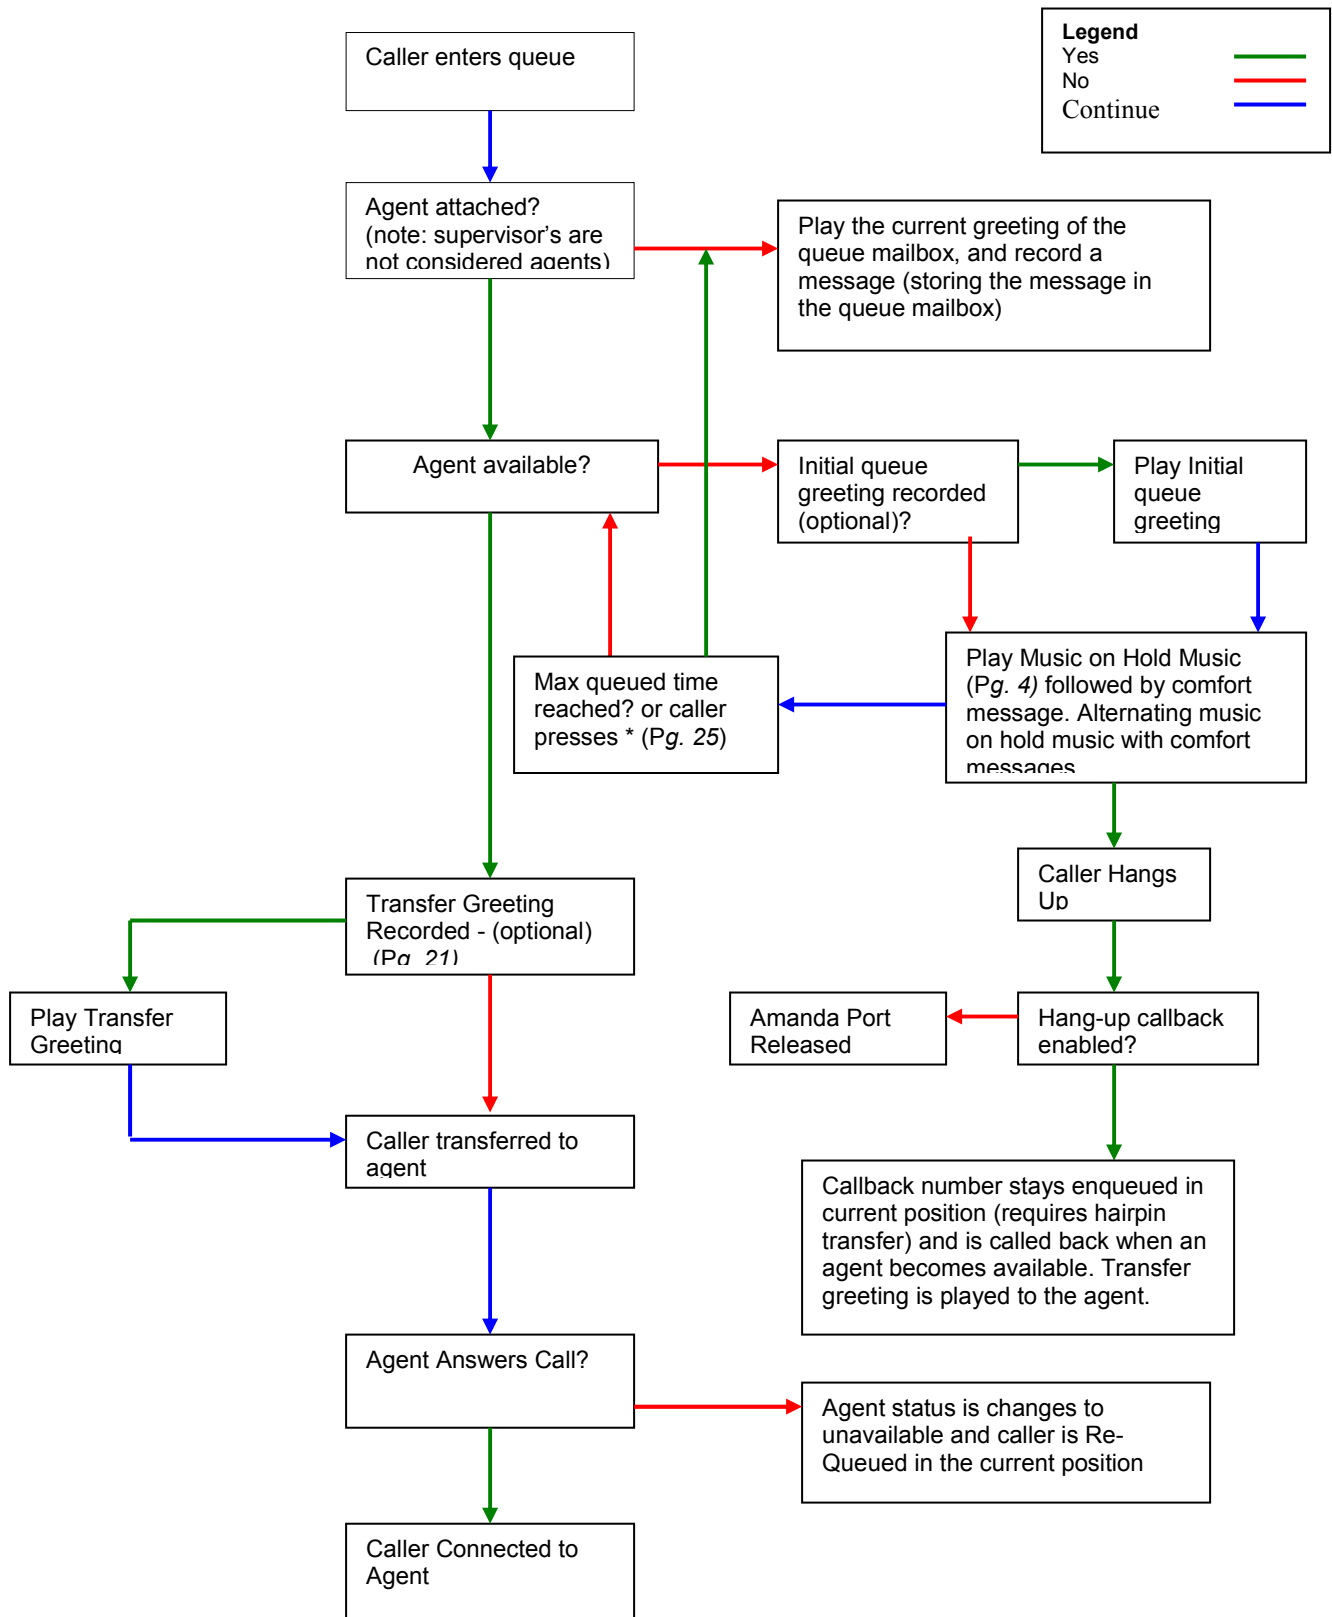 Caller enters queue
Legend
Yes
No
Continue
Agent attached?
(note: supervisor's are
not considered agents)
Play the current greeting of the
queue mailbox, and record a
message (storing the message in
the queue mailbox)
Agent available?
Initial queue
greeting recorded
(optional)?
Play Initial
queue
greeting
Max queued time
reached? or caller
presses * (Pg. 25)
Play Music on Hold Music
(Pg. 4) followed by comfort
message. Alternating music
on hold music with comfort
messages
Caller Hangs
Up
Transfer Greeting
Recorded - (optional)
(Pg. 21)
Play Transfer
Greeting
Amanda Port
Released
Hang-up callback
enabled?
Caller transferred to
agent
Callback number stays enqueued in
current position (requires hairpin
transfer) and is called back when an
agent becomes available. Transfer
greeting is played to the agent.
Agent Answers Call?
Agent status is changes to
unavailable and caller is Re-
Queued in the current position
Caller Connected to
Agent